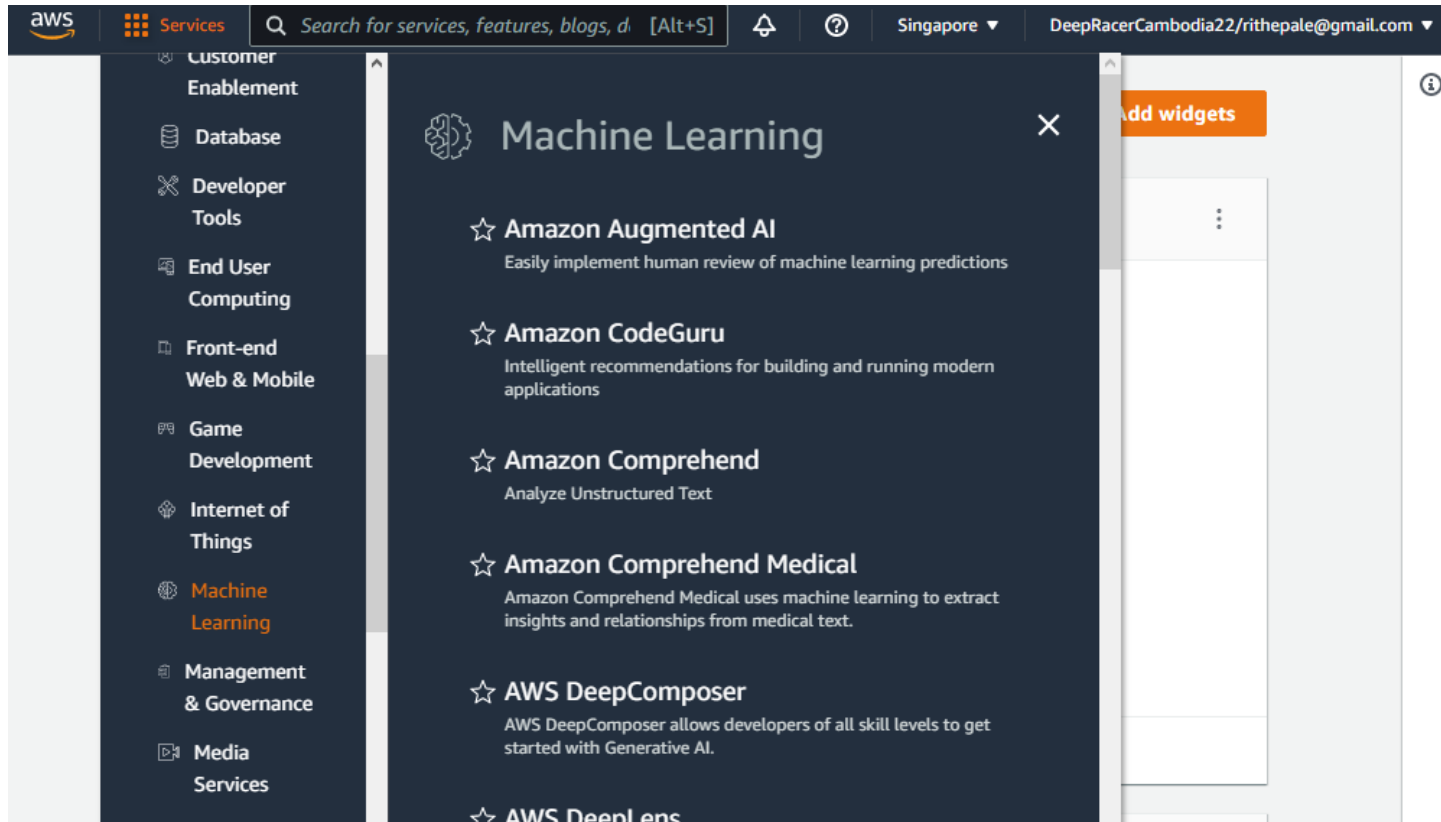 aws
Services
Search for services, features, blogs, d [Alt+S]
Singapore ▼
DeepRacerCambodia22/rithepale@gmail.com ▼
Customer
Enablement
Database
Developer
Tools
End User
Computing
Front-end
Web & Mobile
Game
Development
Internet of
Things
Machine
Learning
Management
& Governance
Media
Services
Machine Learning
Amazon Augmented AI
Easily implement human review of machine learning predictions
Amazon CodeGuru
Intelligent recommendations for building and running modern
applications
Amazon Comprehend
Analyze Unstructured Text
Amazon Comprehend Medical
Amazon Comprehend Medical uses machine learning to extract
insights and relationships from medical text.
AWS DeepComposer
AWS DeepComposer allows developers of all skill levels to get
started with Generative AI.
AWS DeepLens
Add widgets